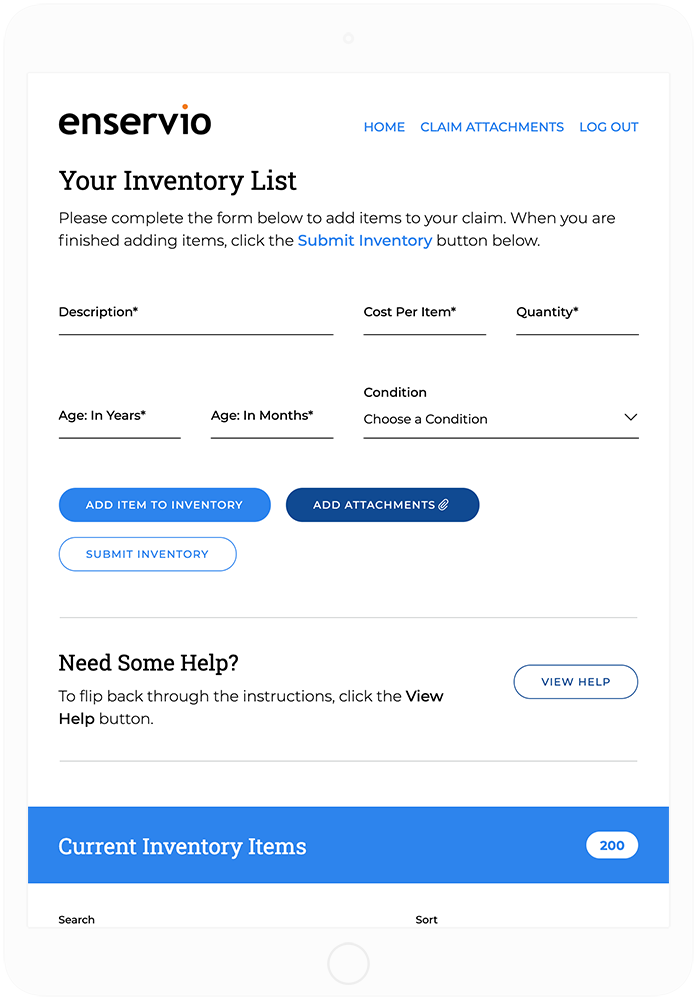 enservio
HOME CLAIM ATTACHMENTS LOG OUT
Your Inventory List
Please complete the form below to add items to your claim. When you are
finished adding items, click the Submit Inventory button below.
Description* Cost Per Item* Quantity*
Condition
Age: In Years* Age: In Months* Choose a Condition
ADD ITEM TO INVENTORY ADD ATTACHMENTS
SUBMIT INVENTORY
Need Some Help?
To flip back through the instructions, click the View
Help button.
VIEW HELP
Current Inventory Items 200
Search Sort